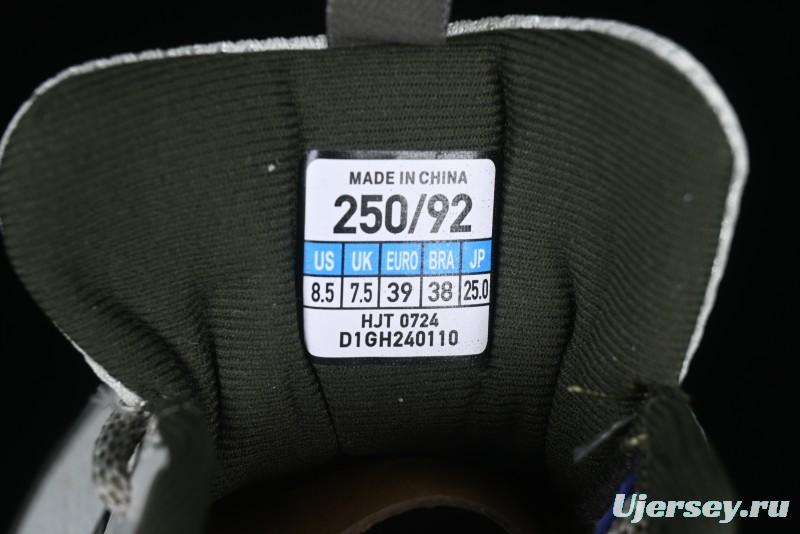 MADE IN CHINA
250/92
US UK EURO BRA JP
8.5 7.5 39 38 25.0
HJT 0724
D1GH240110
Ujersey.ru